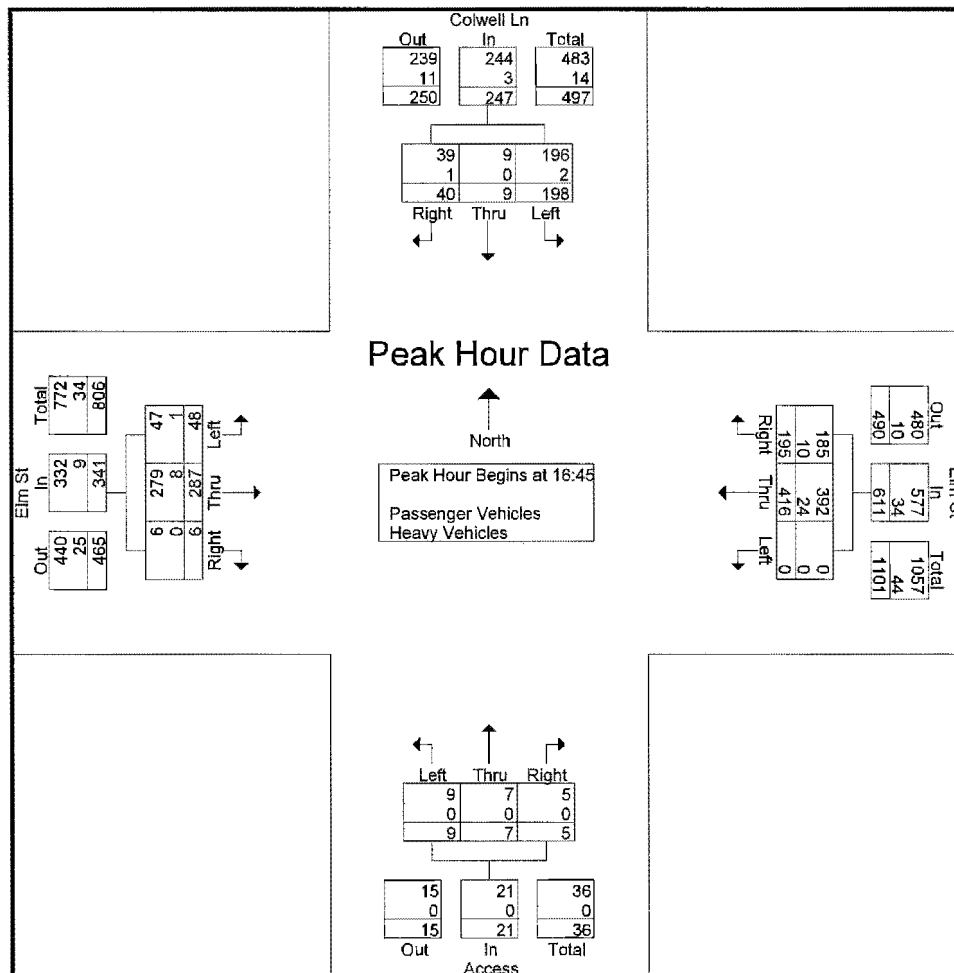 Colwell Ln
Out In Total
239 244 483
11 3 14
250 247 497
39 9 196
1 0 2
40 9 198
Right Thru Left
Peak Hour Data
North
Peak Hour Begins at 16:45
Passenger Vehicles
Heavy Vehicles
Elm St
Out In Total
440 332 772
25 9 34
465 341 806
47 279 6
1 8 0
48 287 6
Left Thru Right
Out In Total
480 577 1057
10 34 44
490 611 1101
185 392 0
10 24 0
195 416 0
Right Thru Left
Left Thru Right
9 7 5
0 0 0
9 7 5
15 21 36
0 0 0
15 21 36
Out In Total
Access